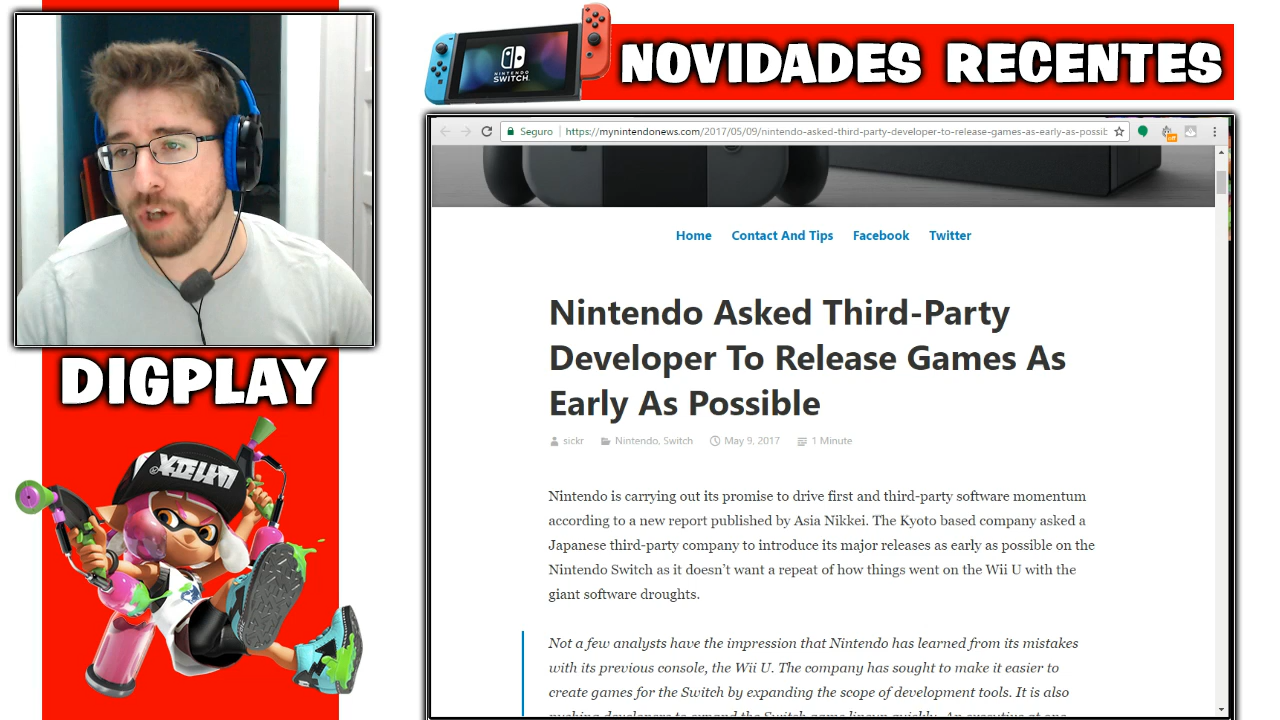 NINTENDO
SWITCH
NOVIDADES RECENTES
Seguro
https://mynintendonews.com/2017/05/09/nintendo-asked-third-party-developer-to-release-games-as-early-as-possib
Home Contact And Tips Facebook Twitter
Nintendo Asked Third-Party
Developer To Release Games As
Early As Possible
sickr Nintendo, Switch May 9, 2017 1 Minute
Nintendo is carrying out its promise to drive first and third-party software momentum
according to a new report published by Asia Nikkei. The Kyoto based company asked a
Japanese third-party company to introduce its major releases as early as possible on the
Nintendo Switch as it doesn’t want a repeat of how things went on the Wii U with the
giant software droughts.
Not a few analysts have the impression that Nintendo has learned from its mistakes
with its previous console, the Wii U. The company has sought to make it easier to
create games for the Switch by expanding the scope of development tools. It is also
DIGPLAY